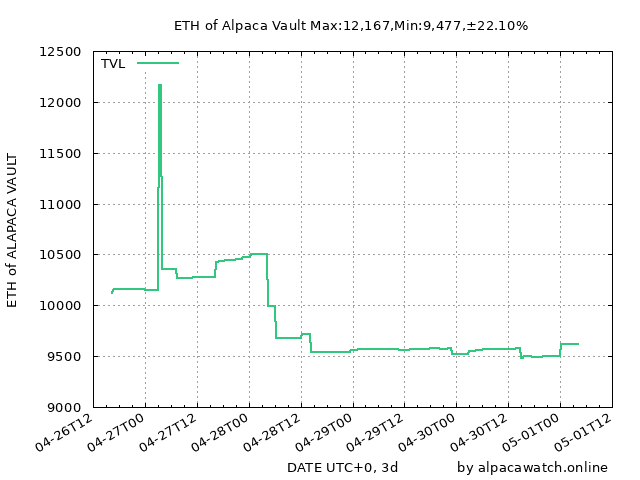 ETH of Alpaca Vault Max:12,167,Min:9,477,±22.10%
TVL
12500
12000
11500
11000
10500
10000
9500
9000
ETH of ALAPACA VAULT
04-26T12
04-27T00
04-27T12
04-28T00
04-28T12
04-29T00
04-29T12
04-30T00
04-30T12
05-01T00
05-01T12
DATE UTC+0, 3d
by alpacawatch.online